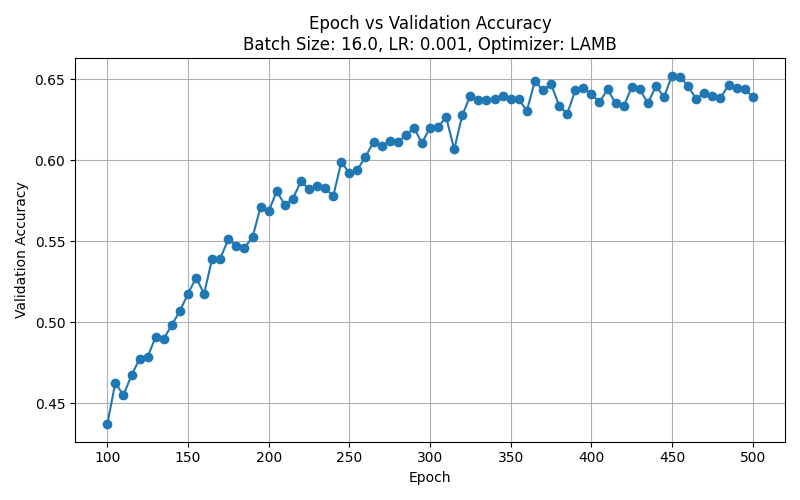 Epoch vs Validation Accuracy
Batch Size: 16.0, LR: 0.001, Optimizer: LAMB
Validation Accuracy
0.65
0.60
0.55
0.50
0.45
100 150 200 250 300 350 400 450 500
Epoch